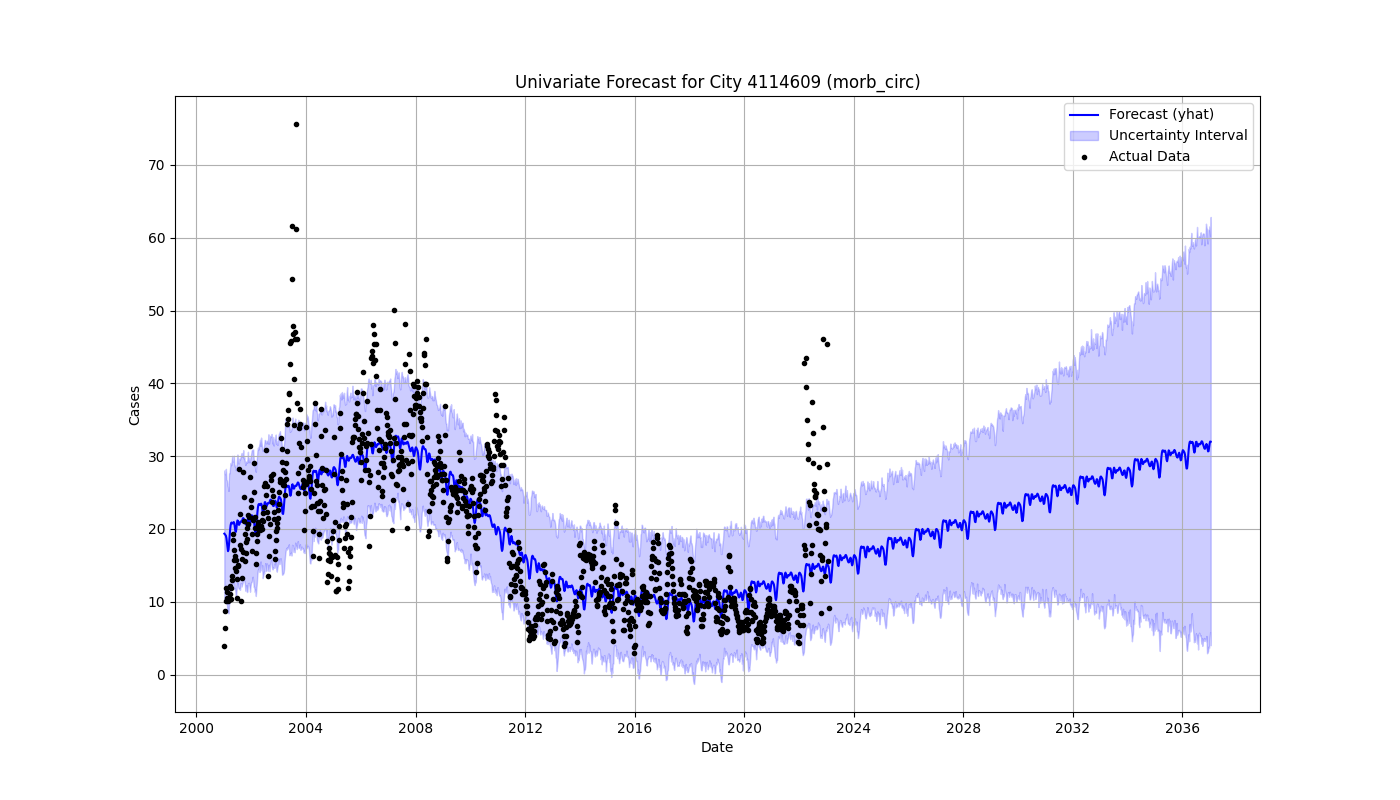 Univariate Forecast for City 4114609 (morb_circ)
Forecast (yhat)
Uncertainty Interval
Actual Data
Cases
70
60
50
40
30
20
10
0
2000 2004 2008 2012 2016 2020 2024 2028 2032 2036
Date